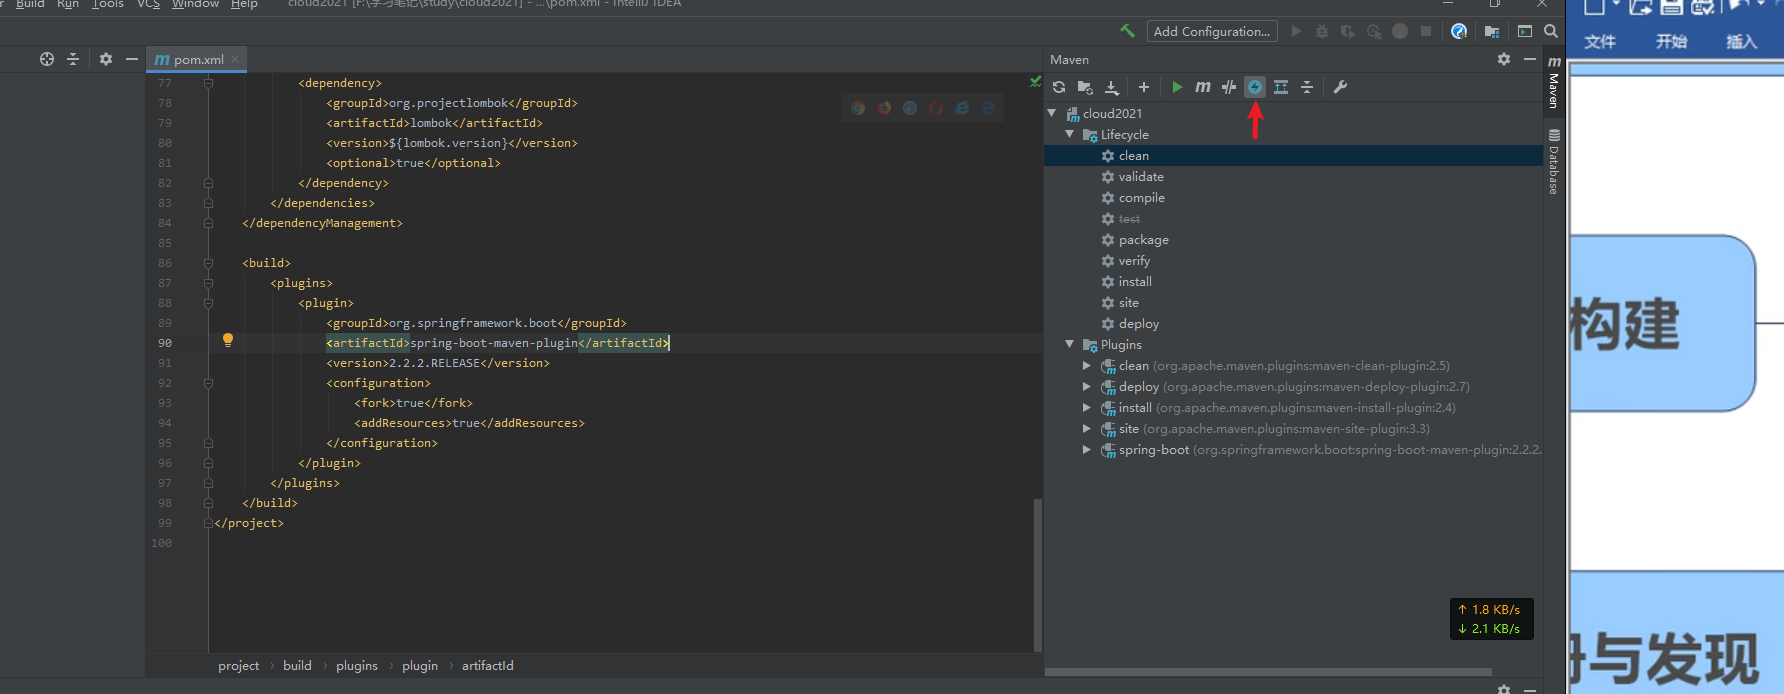 Build Run Tools VCS Window Help cloud2021 [F:\学习笔记\study\cloud2021] - ...\pom.xml - IntelliJ IDEA
Add Configuration...
文件 开始 插入
pom.xml
Maven
77 <dependency>
78 <groupId>org.projectlombok</groupId>
79 <artifactId>lombok</artifactId>
80 <version>${lombok.version}</version>
81 <optional>true</optional>
82 </dependency>
83 </dependencies>
84 </dependencyManagement>
85
86 <build>
87 <plugins>
88 <plugin>
89 <groupId>org.springframework.boot</groupId>
90 <artifactId>spring-boot-maven-plugin</artifactId>
91 <version>2.2.2.RELEASE</version>
92 <configuration>
93 <fork>true</fork>
94 <addResources>true</addResources>
95 </configuration>
96 </plugin>
97 </plugins>
98 </build>
99 </project>
100
project › build › plugins › plugin › artifactId
cloud2021
Lifecycle
clean
validate
compile
test
package
verify
install
site
deploy
Plugins
clean (org.apache.maven.plugins:maven-clean-plugin:2.5)
deploy (org.apache.maven.plugins:maven-deploy-plugin:2.7)
install (org.apache.maven.plugins:maven-install-plugin:2.4)
site (org.apache.maven.plugins:maven-site-plugin:3.3)
spring-boot (org.springframework.boot:spring-boot-maven-plugin:2.2.2.
Maven
Database
构建
↑ 1.8 KB/s
↓ 2.1 KB/s
与发现